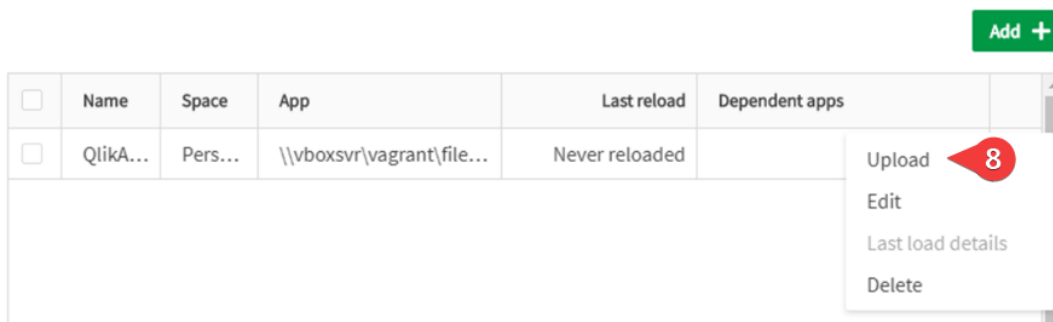 Add +
Name Space App Last reload Dependent apps
QlikA... Pers... \\vboxsvr\vagrant\file... Never reloaded
Upload 8
Edit
Last load details
Delete